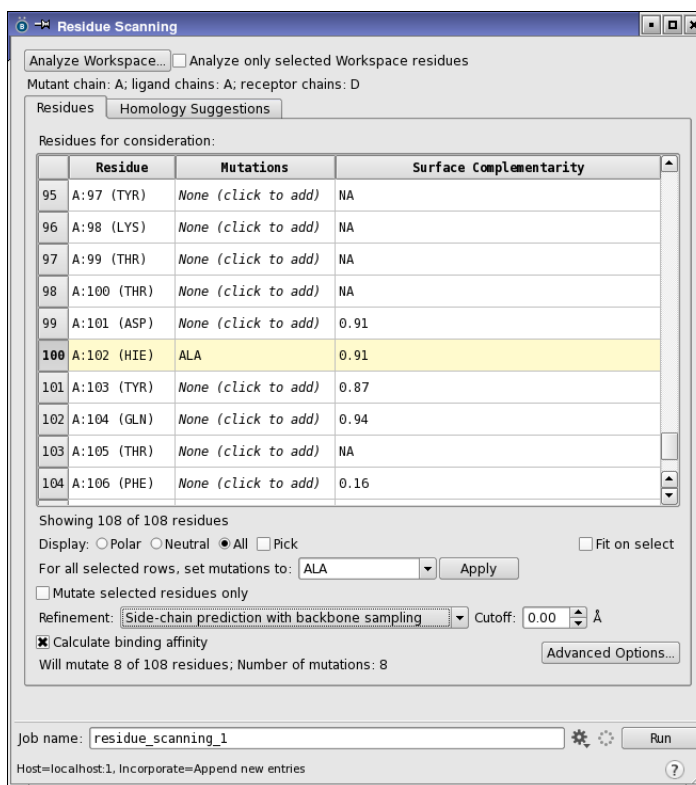 Residue Scanning
Analyze Workspace... Analyze only selected Workspace residues
Mutant chain: A; ligand chains: A; receptor chains: D
Residues Homology Suggestions
Residues for consideration:
Residue Mutations Surface Complementarity
95 A:97 (TYR) None (click to add) NA
96 A:98 (LYS) None (click to add) NA
97 A:99 (THR) None (click to add) NA
98 A:100 (THR) None (click to add) NA
99 A:101 (ASP) None (click to add) 0.91
100 A:102 (HIE) ALA 0.91
101 A:103 (TYR) None (click to add) 0.87
102 A:104 (GLN) None (click to add) 0.94
103 A:105 (THR) None (click to add) NA
104 A:106 (PHE) None (click to add) 0.16
Showing 108 of 108 residues
Display: Polar Neutral All Pick Fit on select
For all selected rows, set mutations to: ALA Apply
Mutate selected residues only
Refinement: Side-chain prediction with backbone sampling Cutoff: 0.00 Å
Calculate binding affinity
Advanced Options...
Will mutate 8 of 108 residues; Number of mutations: 8
Job name: residue_scanning_1 Run
Host=localhost:1, Incorporate=Append new entries ?